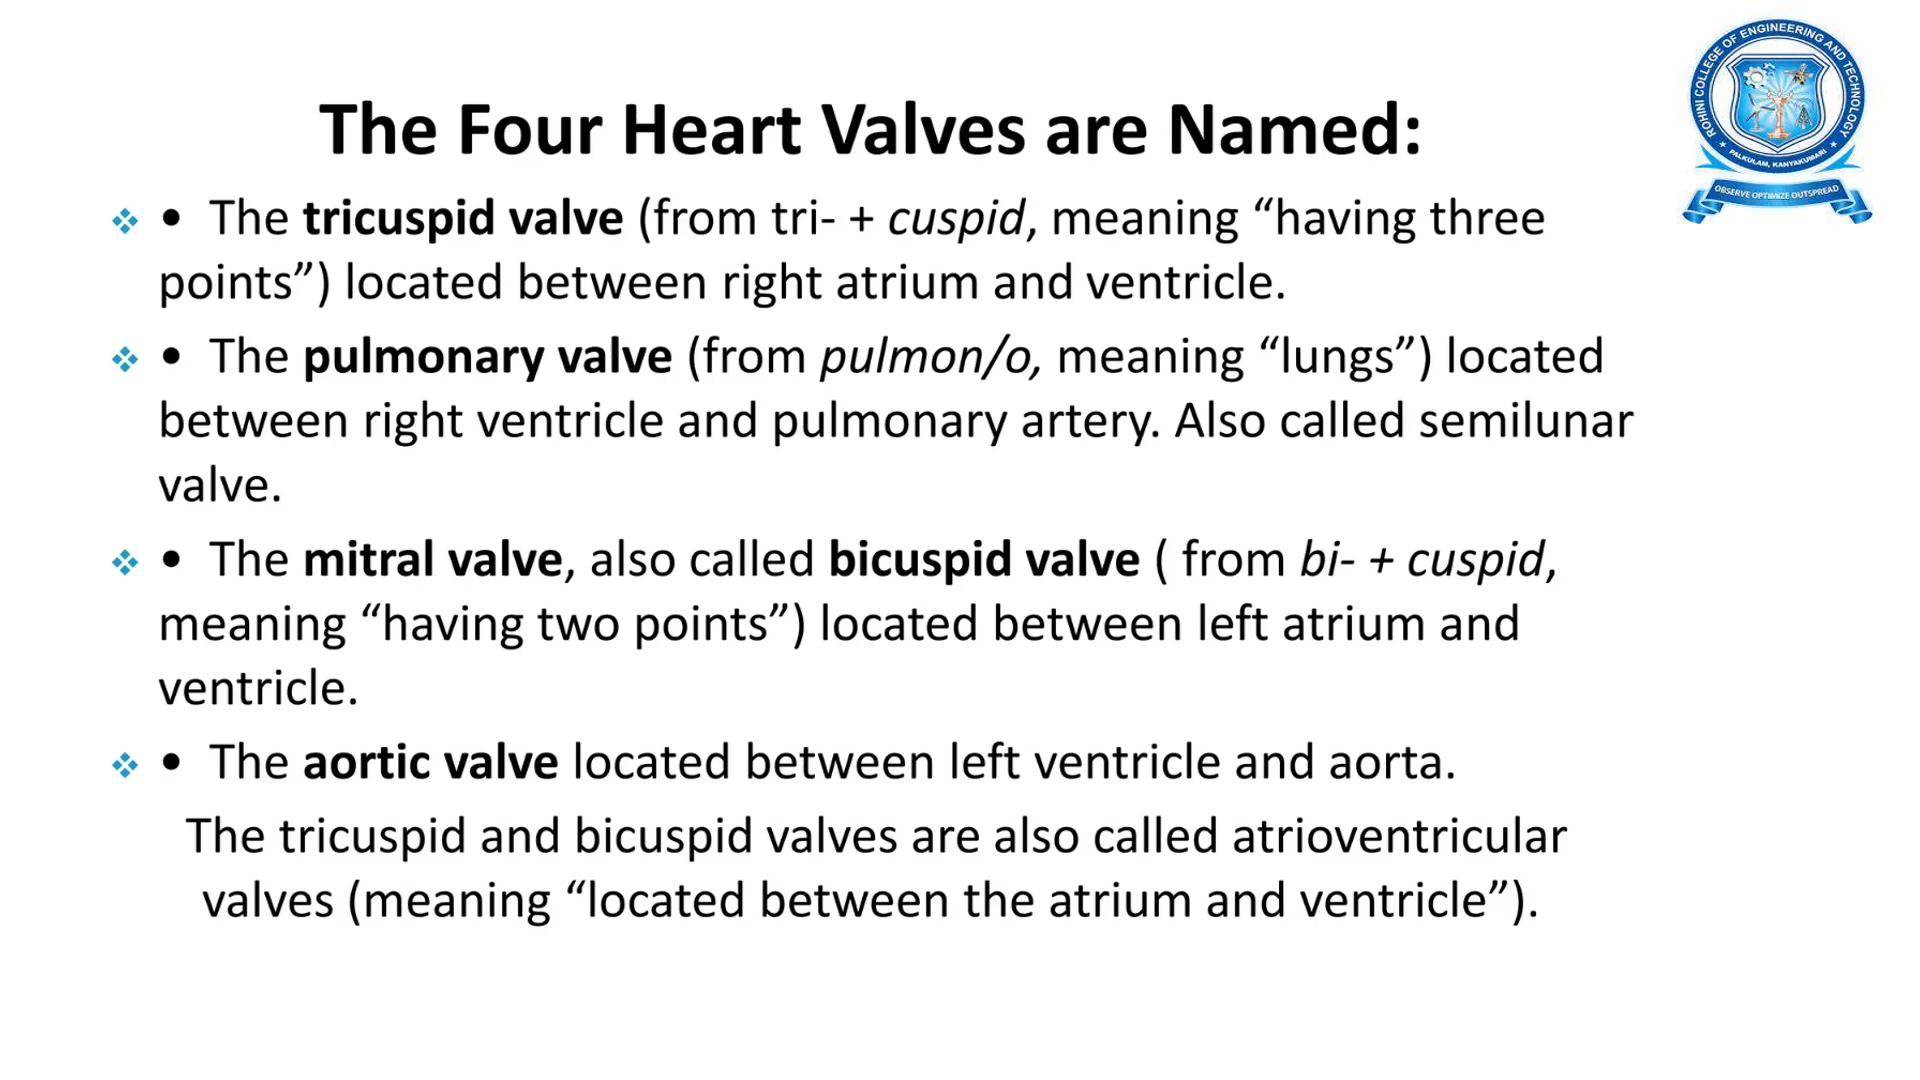 The Four Heart Valves are Named:
ROHINI COLLEGE OF ENGINEERING AND TECHNOLOGY
PALKULAM, KANYAKUMARI
OBSERVE OPTIMIZE OUTSPREAD
❖ • The tricuspid valve (from tri- + cuspid, meaning “having three
points”) located between right atrium and ventricle.
❖ • The pulmonary valve (from pulmon/o, meaning “lungs”) located
between right ventricle and pulmonary artery. Also called semilunar
valve.
❖ • The mitral valve, also called bicuspid valve ( from bi- + cuspid,
meaning “having two points”) located between left atrium and
ventricle.
❖ • The aortic valve located between left ventricle and aorta.
The tricuspid and bicuspid valves are also called atrioventricular
valves (meaning “located between the atrium and ventricle”).